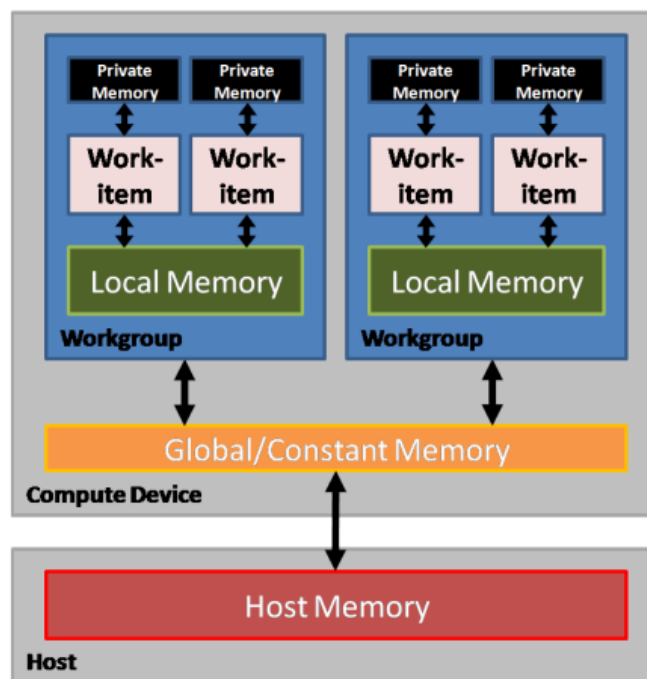 Private
Memory
Private
Memory
Private
Memory
Private
Memory
Work-
item
Work-
item
Work-
item
Work-
item
Local Memory
Local Memory
Workgroup
Workgroup
Global/Constant Memory
Compute Device
Host Memory
Host